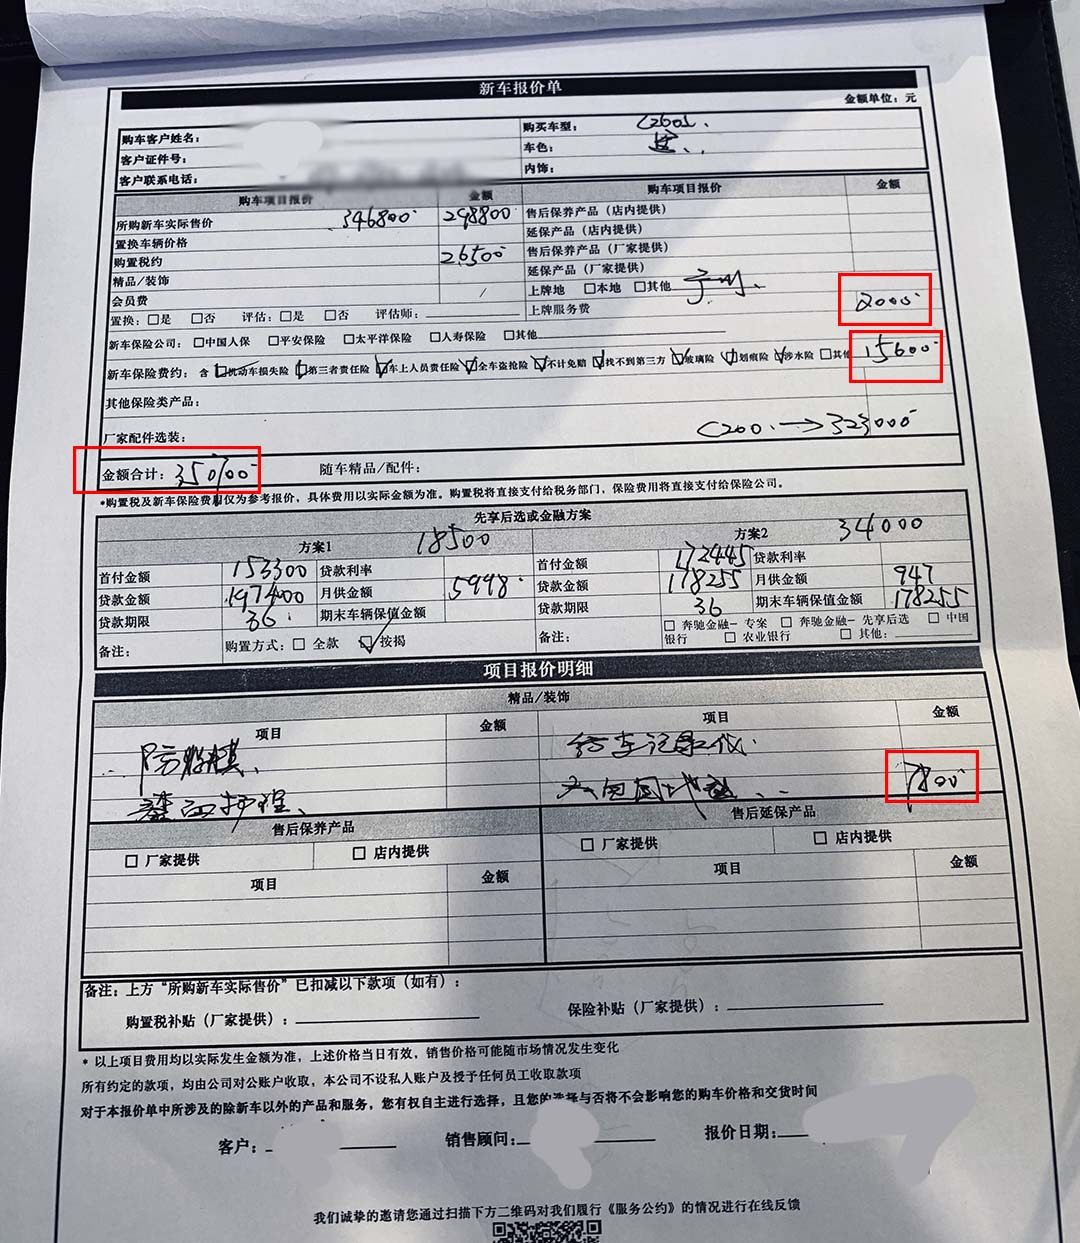 新车报价单
金额单位：元
购车客户姓名：
购买车型： C260L.
客户证件号：
车色：
客户联系电话：
内饰：
购车项目报价 金额 购车项目报价 金额
所购新车实际售价 346800 298800 售后保养产品（店内提供）
置换车辆价格 延保产品（店内提供）
购置税约 26500 售后保养产品（厂家提供）
精品/装饰 延保产品（厂家提供）
会员费 / 上牌地 □本地 □其他
置换：□是 □否 评估：□是 □否 评估师： 上牌服务费 2000
新车保险公司：□中国人保 □平安保险 □太平洋保险 □人寿保险 □其他
新车保险费约：含 机动车损失险 第三者责任险 车上人员责任险 全车盗抢险 不计免赔 找不到第三方 玻璃险 划痕险 涉水险 □其他 15600
其他保险类产品：
厂家配件选装： C200 → 323000
金额合计：350700 随车精品/配件：
*购置税及新车保险费用仅为参考报价，具体费用以实际金额为准。购置税将直接支付给税务部门，保险费用将直接支付给保险公司。
先享后选或金融方案
方案1 18500 方案2 34000
首付金额 153300 贷款利率 首付金额 172445 贷款利率
贷款金额 197400 月供金额 5998 贷款金额 178255 月供金额 947
贷款期限 36 期末车辆保值金额 贷款期限 36 期末车辆保值金额 178255
备注： 购置方式：□ 全款 ☑ 按揭 备注： □ 奔驰金融- 专案 □ 奔驰金融- 先享后选 □ 中国银行 □ 农业银行 □ 其他：
项目报价明细
精品/装饰
项目 金额 项目 金额
防爆膜. 行车记录仪.
漆面护理、 大包围地毯 7800
售后保养产品 售后延保产品
□ 厂家提供 □ 店内提供 □ 厂家提供 □ 店内提供
项目 金额 项目 金额
备注：上方“所购新车实际售价”已扣减以下款项（如有）：
购置税补贴（厂家提供）： 保险补贴（厂家提供）：
* 以上项目费用均以实际发生金额为准，上述价格当日有效，销售价格可能随市场情况发生变化
所有约定的款项，均由公司对公账户收取，本公司不设私人账户及授予任何员工收取款项
对于本报价单中所涉及的除新车以外的产品和服务，您有权自主进行选择，且您的选择与否将不会影响您的购车价格和交货时间
客户： 销售顾问： 报价日期：
我们诚挚的邀请您通过扫描下方二维码对我们履行《服务公约》的情况进行在线反馈